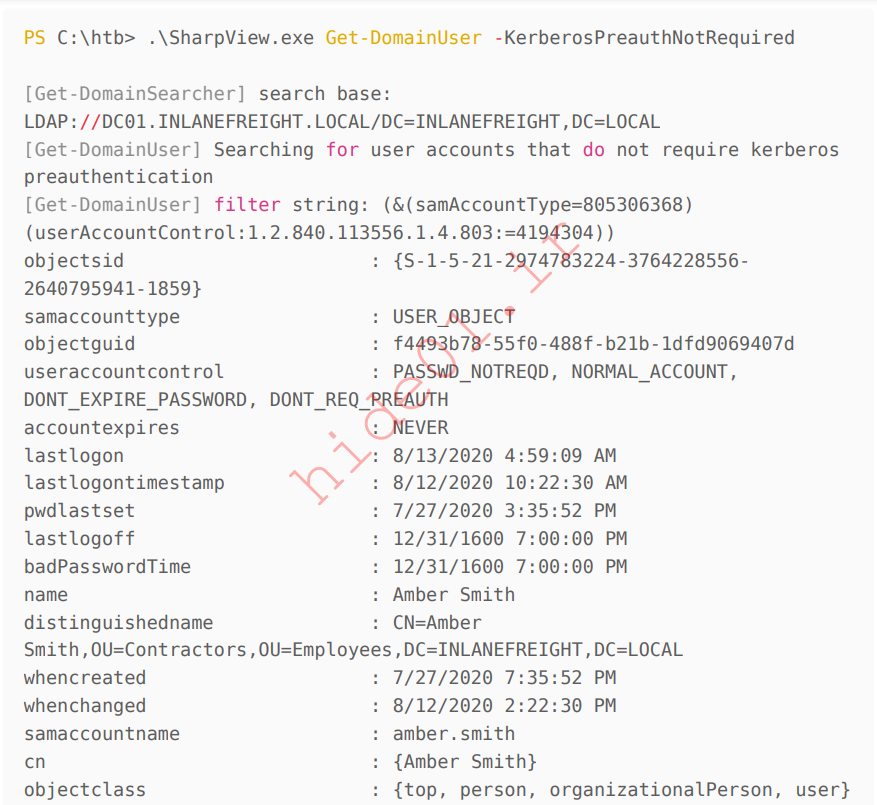 PS C:\htb> .\SharpView.exe Get-DomainUser -KerberosPreauthNotRequired
[Get-DomainSearcher] search base:
LDAP://DC01.INLANEFREIGHT.LOCAL/DC=INLANEFREIGHT,DC=LOCAL
[Get-DomainUser] Searching for user accounts that do not require kerberos
preauthentication
[Get-DomainUser] filter string: (&(samAccountType=805306368)
(userAccountControl:1.2.840.113556.1.4.803:=4194304))
objectsid : {S-1-5-21-2974783224-3764228556-
2640795941-1859}
samaccounttype : USER_OBJECT
objectguid : f4493b78-55f0-488f-b21b-1dfd9069407d
useraccountcontrol : PASSWD_NOTREQD, NORMAL_ACCOUNT,
DONT_EXPIRE_PASSWORD, DONT_REQ_PREAUTH
accountexpires : NEVER
lastlogon : 8/13/2020 4:59:09 AM
lastlogontimestamp : 8/12/2020 10:22:30 AM
pwdlastset : 7/27/2020 3:35:52 PM
lastlogoff : 12/31/1600 7:00:00 PM
badPasswordTime : 12/31/1600 7:00:00 PM
name : Amber Smith
distinguishedname : CN=Amber
Smith,OU=Contractors,OU=Employees,DC=INLANEFREIGHT,DC=LOCAL
whencreated : 7/27/2020 7:35:52 PM
whenchanged : 8/12/2020 2:22:30 PM
samaccountname : amber.smith
cn : {Amber Smith}
objectclass : {top, person, organizationalPerson, user}
hide01.ir